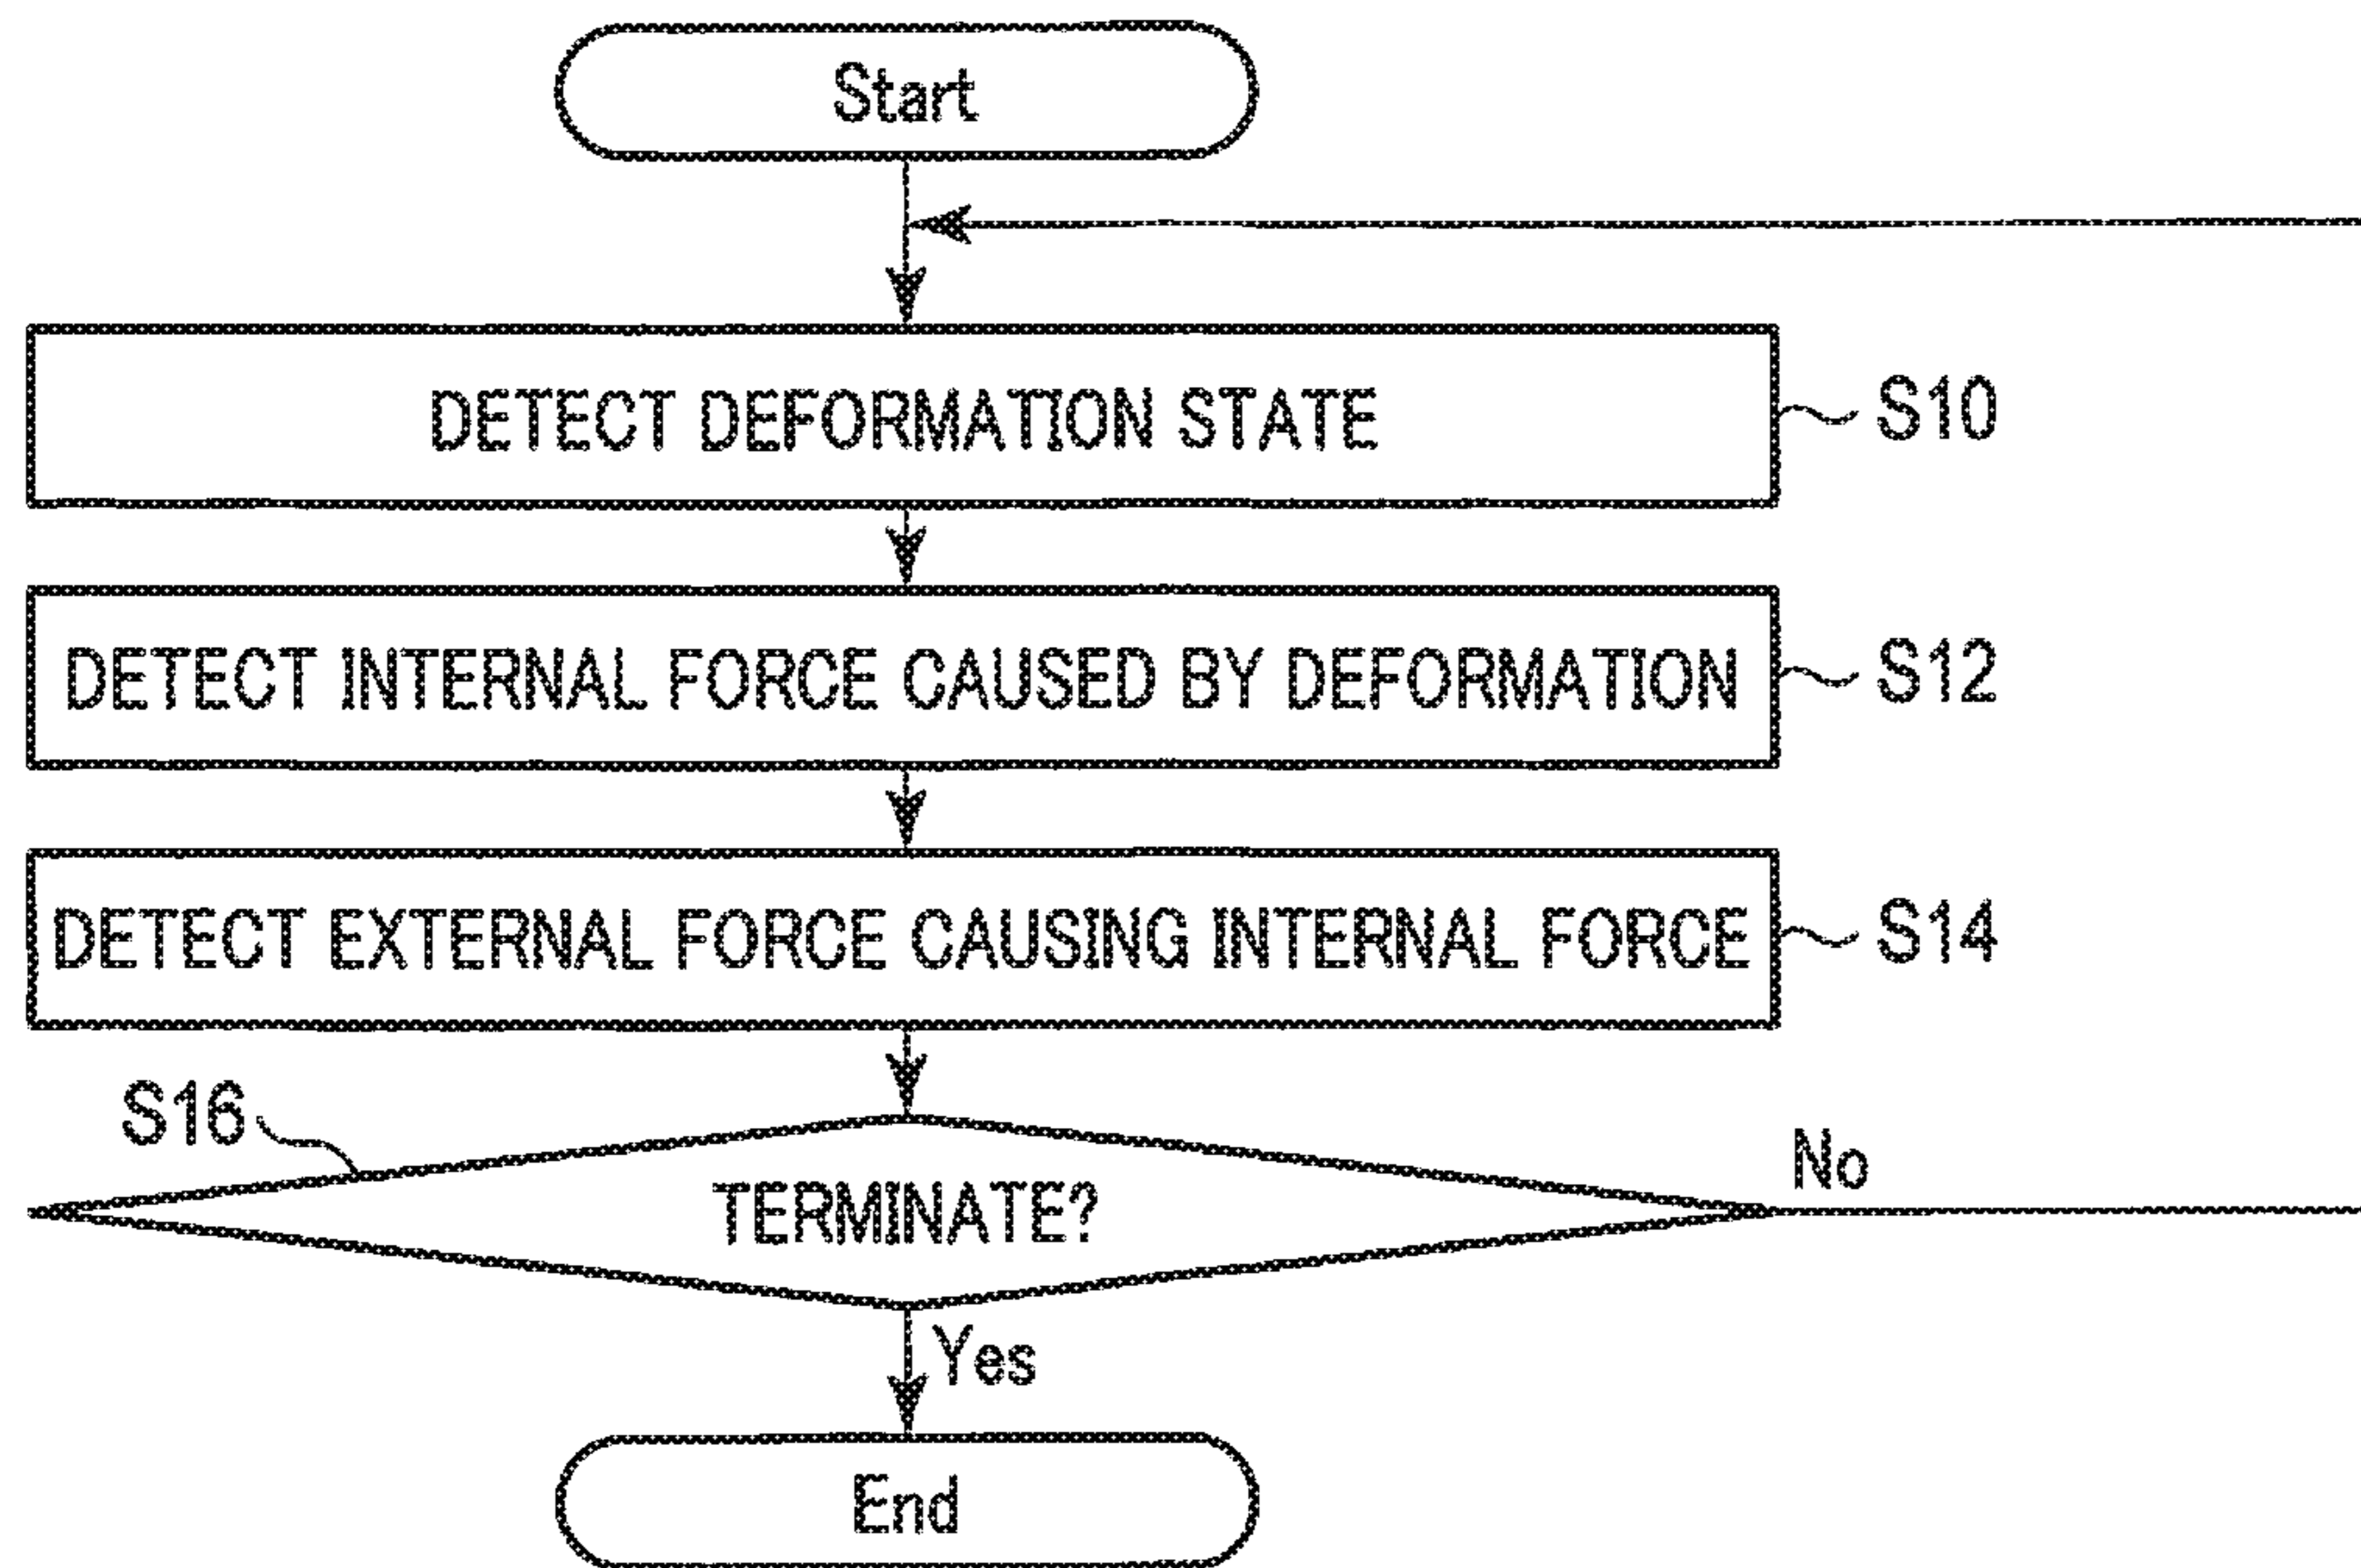 Start
DETECT DEFORMATION STATE
S10
DETECT INTERNAL FORCE CAUSED BY DEFORMATION
S12
DETECT EXTERNAL FORCE CAUSING INTERNAL FORCE
S14
S16
TERMINATE?
No
Yes
End